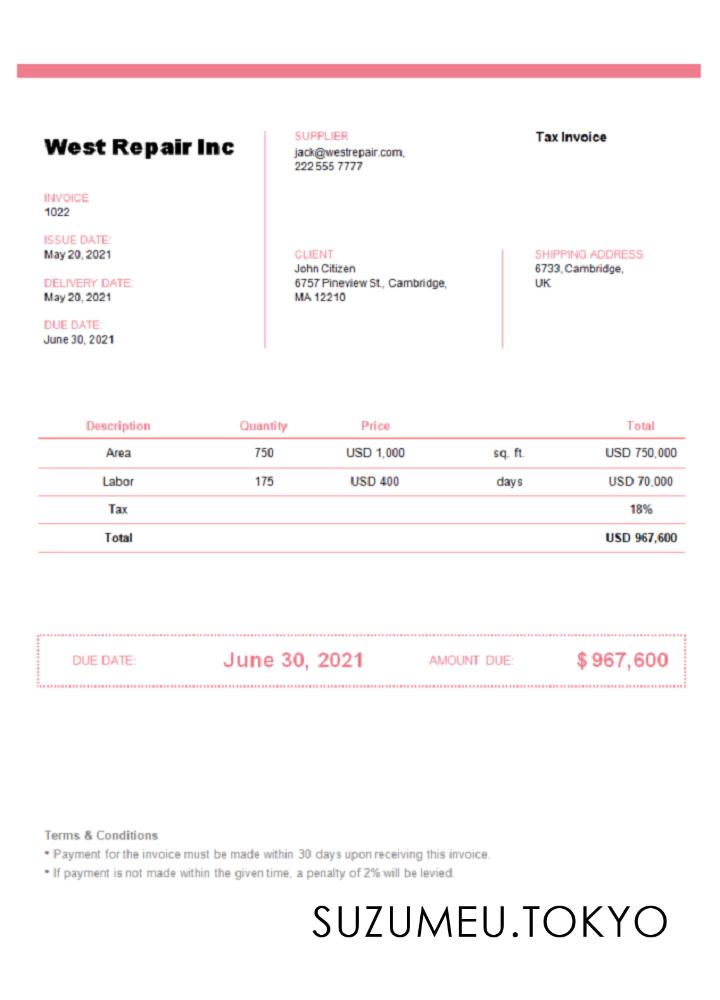 West Repair Inc
SUPPLIER
jack@westrepair.com,
222 555 7777
Tax Invoice
INVOICE
1022
ISSUE DATE:
May 20, 2021
DELIVERY DATE:
May 20, 2021
DUE DATE:
June 30, 2021
CLIENT
John Citizen
6757 Pineview St., Cambridge,
MA 12210
SHIPPING ADDRESS
6733, Cambridge,
UK
Description Quantity Price Total
Area 750 USD 1,000 sq. ft. USD 750,000
Labor 175 USD 400 days USD 70,000
Tax 18%
Total USD 967,600
DUE DATE: June 30, 2021 AMOUNT DUE: $ 967,600
Terms & Conditions
* Payment for the invoice must be made within 30 days upon receiving this invoice.
* If payment is not made within the given time, a penalty of 2% will be levied.
SUZUMEU.TOKYO